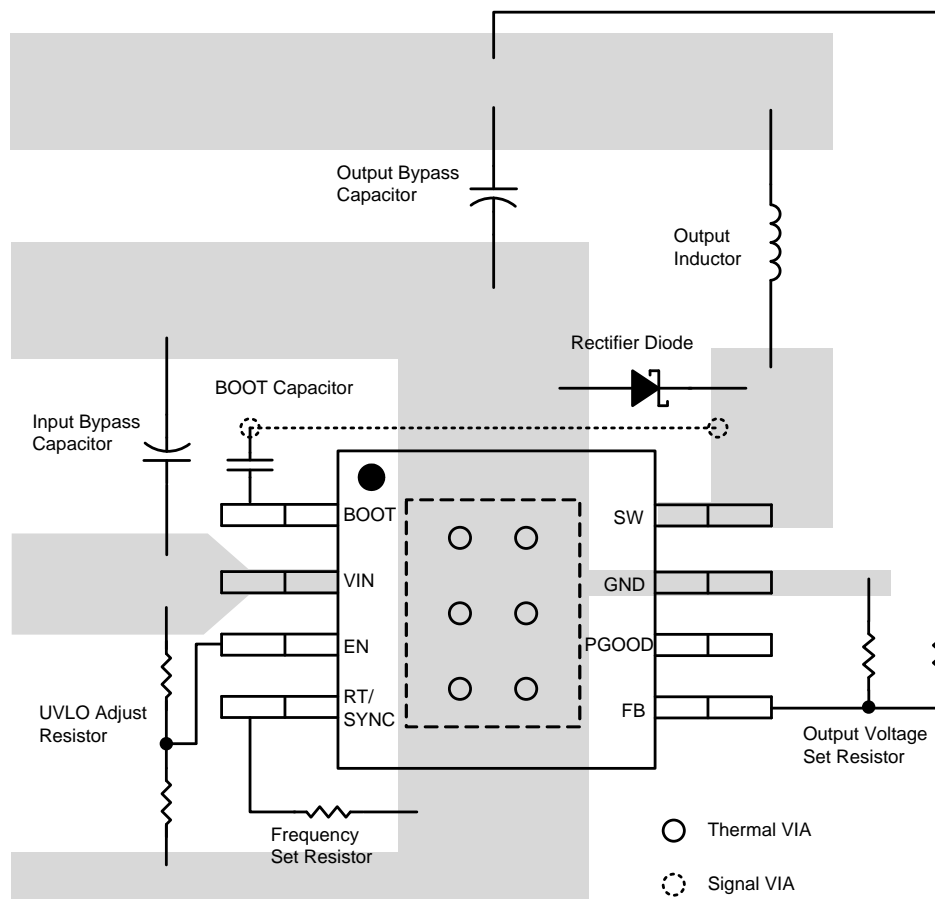 Output Bypass
Capacitor
Output
Inductor
Rectifier Diode
BOOT Capacitor
Input Bypass
Capacitor
BOOT
SW
VIN
GND
EN
PGOOD
RT/
SYNC
FB
UVLO Adjust
Resistor
Output Voltage
Set Resistor
Frequency
Set Resistor
Thermal VIA
Signal VIA